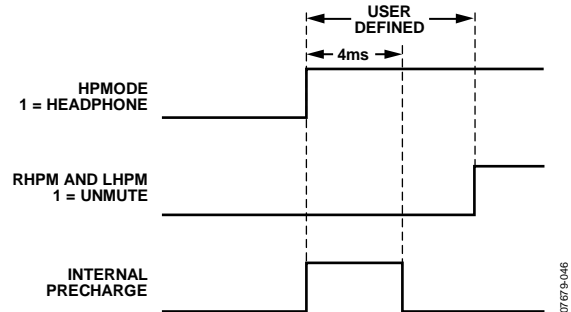 USER
DEFINED
4ms
HPMODE
1 = HEADPHONE
RHPM AND LHPM
1 = UNMUTE
INTERNAL
PRECHARGE
07679-046